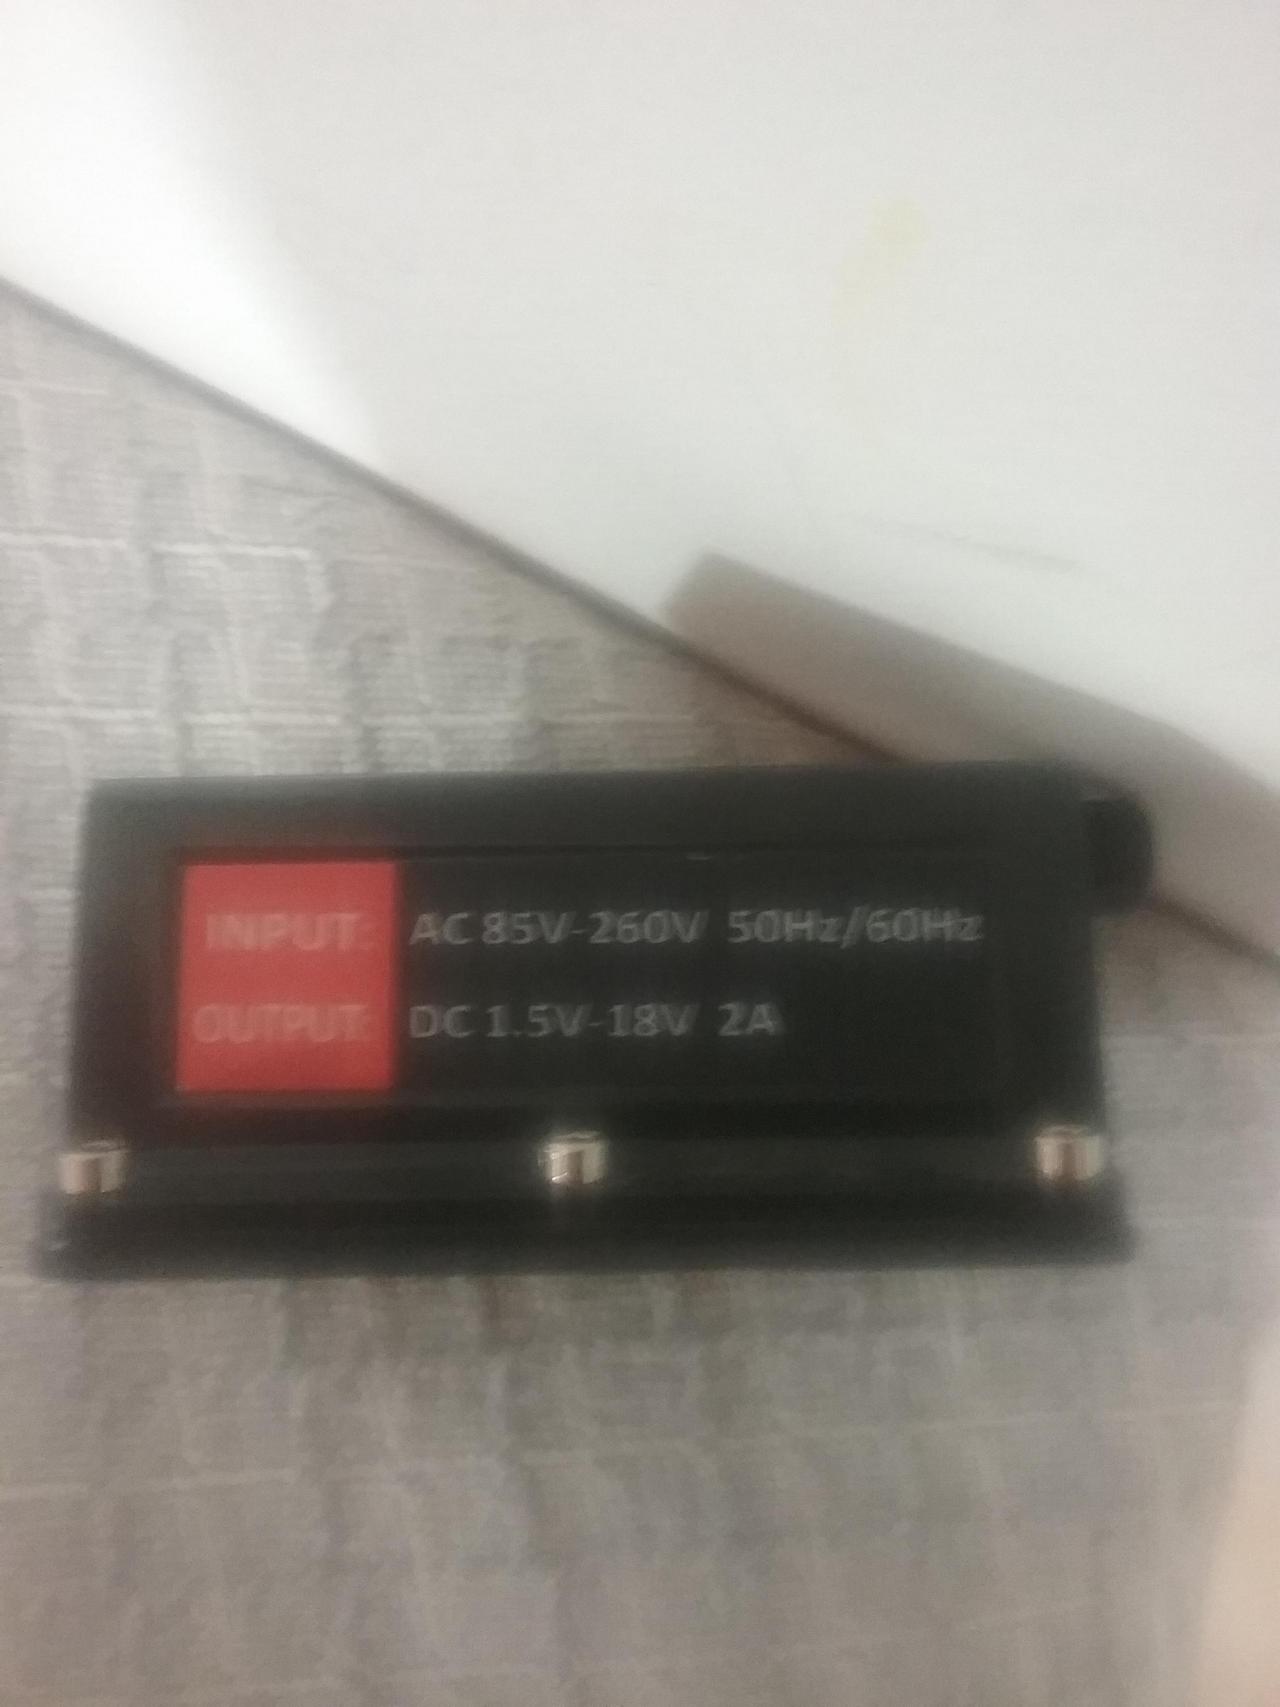 INPUT: AC 85V-260V 50Hz/60Hz
OUTPUT: DC 1.5V-18V 2A